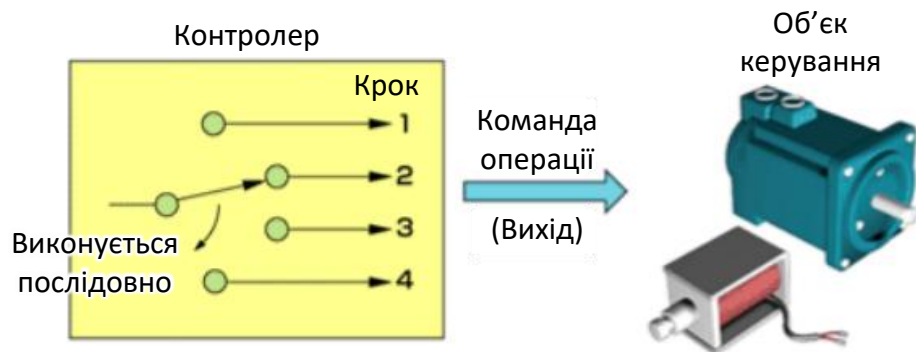 Контролер
Крок
1
2
3
4
Виконується
послідовно
Команда
операції
(Вихід)
Об’єк
керування